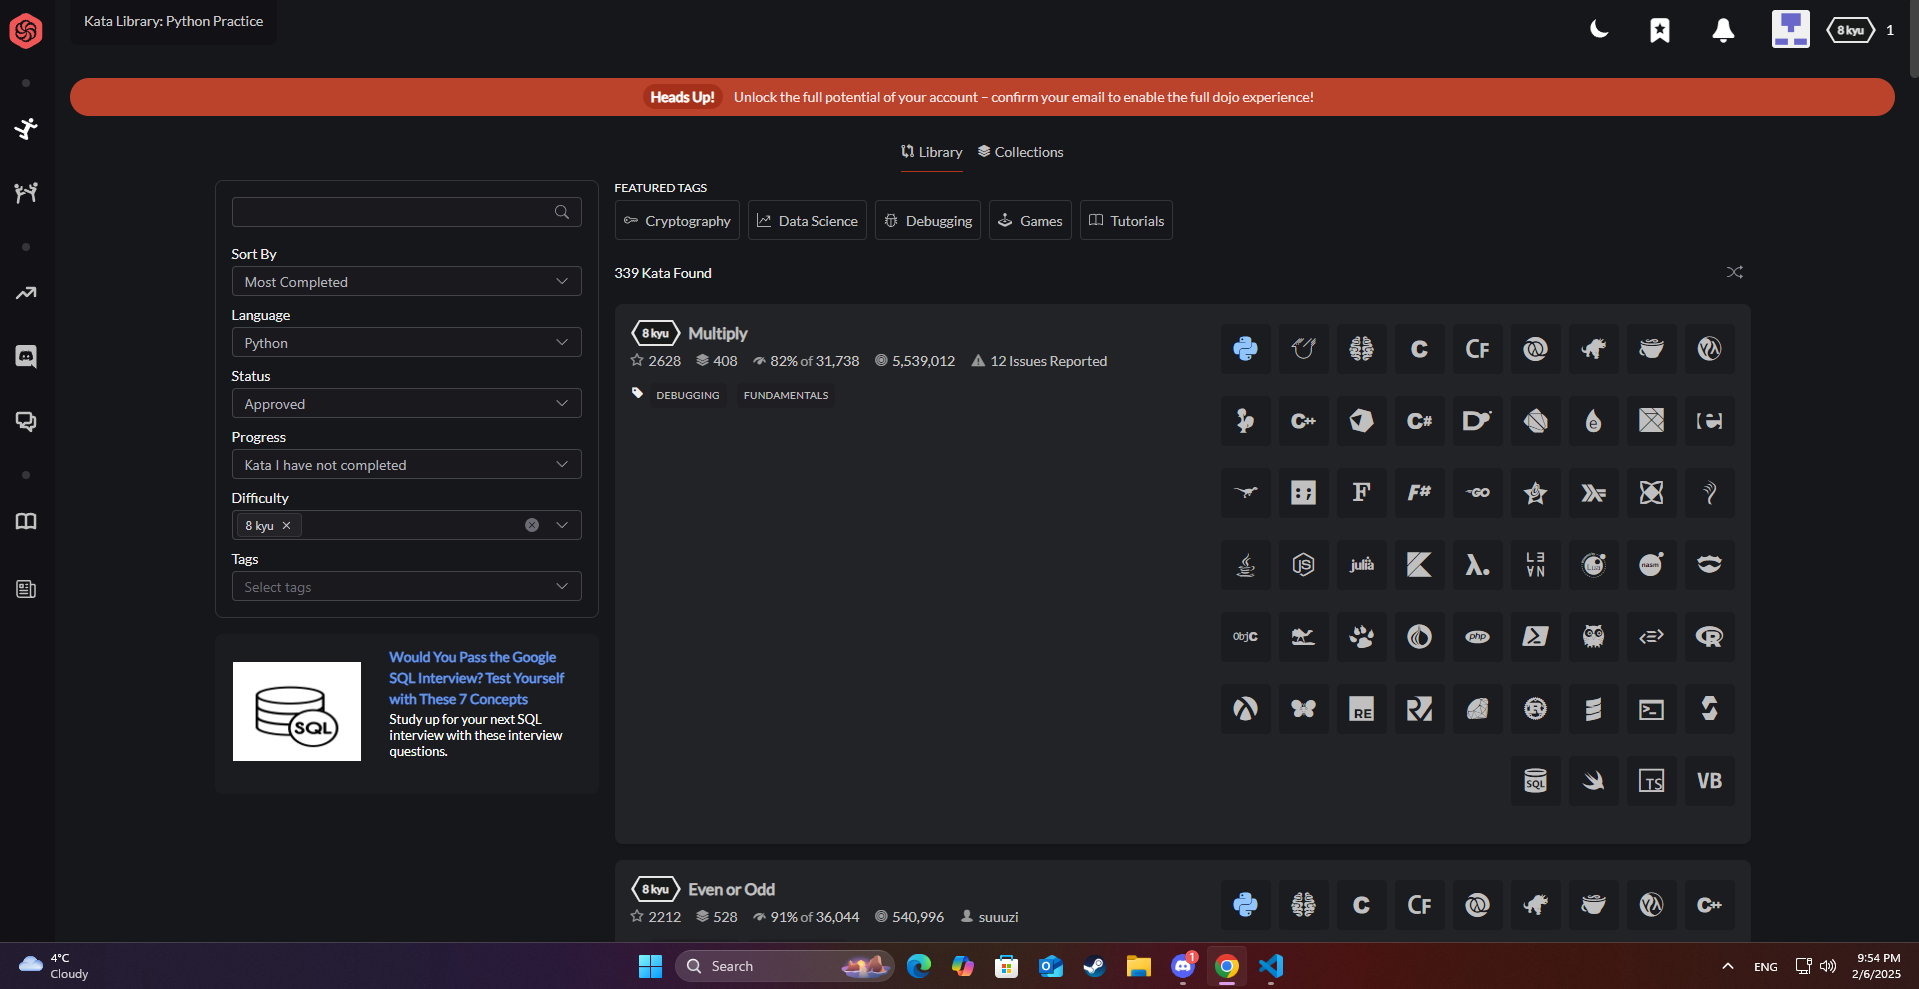 Kata Library: Python Practice
8 kyu 1
Heads Up! Unlock the full potential of your account – confirm your email to enable the full dojo experience!
Library Collections
Sort By
Most Completed
Language
Python
Status
Approved
Progress
Kata I have not completed
Difficulty
8 kyu
Tags
Select tags
SQL
Would You Pass the Google
SQL Interview? Test Yourself
with These 7 Concepts
Study up for your next SQL
interview with these interview
questions.
FEATURED TAGS
Cryptography Data Science Debugging Games Tutorials
339 Kata Found
8 kyu Multiply
2628 408 82% of 31,738 5,539,012 12 Issues Reported
DEBUGGING FUNDAMENTALS
C CF
C++ C# D e e
F F# GO
JS julia λ. LEAN Lua nasm
ObjC php R
RE
SQL TS VB
8 kyu Even or Odd
2212 528 91% of 36,044 540,996 suuuzi
C CF C++
4°C
Cloudy
Search
1
ENG
9:54 PM
2/6/2025